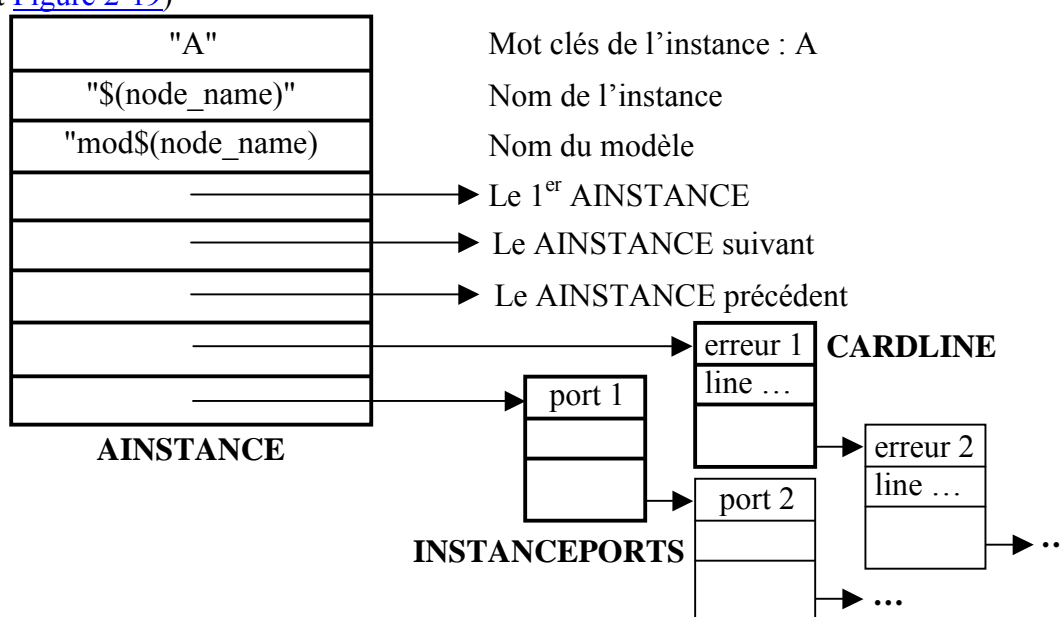 Figure 2-19)
"A" Mot clés de l’instance : A
"$(node_name)" Nom de l’instance
"mod$(node_name) Nom du modèle
Le 1er AINSTANCE
Le AINSTANCE suivant
Le AINSTANCE précédent
erreur 1 CARDLINE
line …
port 1
AINSTANCE
erreur 2
line …
port 2
INSTANCEPORTS
…